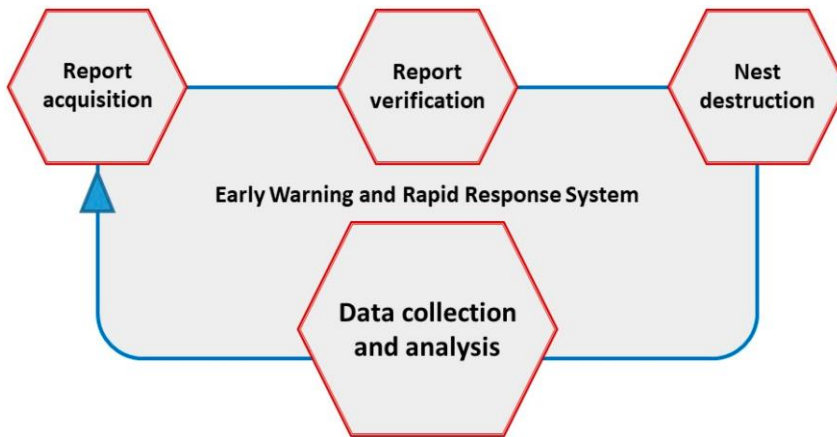 Report
acquisition
Report
verification
Nest
destruction
Early Warning and Rapid Response System
Data collection
and analysis